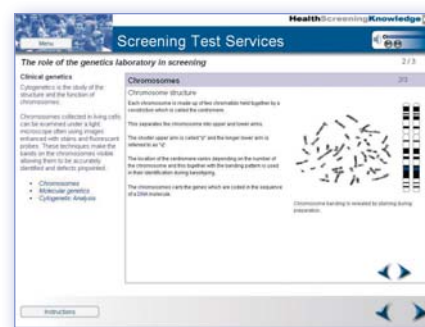 HealthScreeningKnowledge
Menu
Screening Test Services
The role of the genetics laboratory in screening
2 / 3
Clinical genetics
Cytogenetics is the study of the
structure and the function of
chromosomes.
Chromosomes collected in living cells
can be examined under a light
microscope often using images
enhanced with stains and fluorescent
probes. These techniques make the
bands on the chromosomes visible
allowing them to be accurately
identified and defects pinpointed.
Chromosomes
Molecular genetics
Cytogenetic Analysis
Chromosomes
2/3
Chromosome structure
Each chromosome is made up of two chromatids held together by a
constriction which is called the centromere.
This separates the chromosome into upper and lower arms.
The shorter upper arm is called "p" and the longer lower arm is
referred to as "q".
The location of the centromere varies depending on the number of
the chromosome and this together with the banding pattern is used
in their identification during karyotyping.
The chromosomes carry the genes which are coded in the sequence
of a DNA molecule.
Chromosome banding is revealed by staining during
preparation.
Instructions